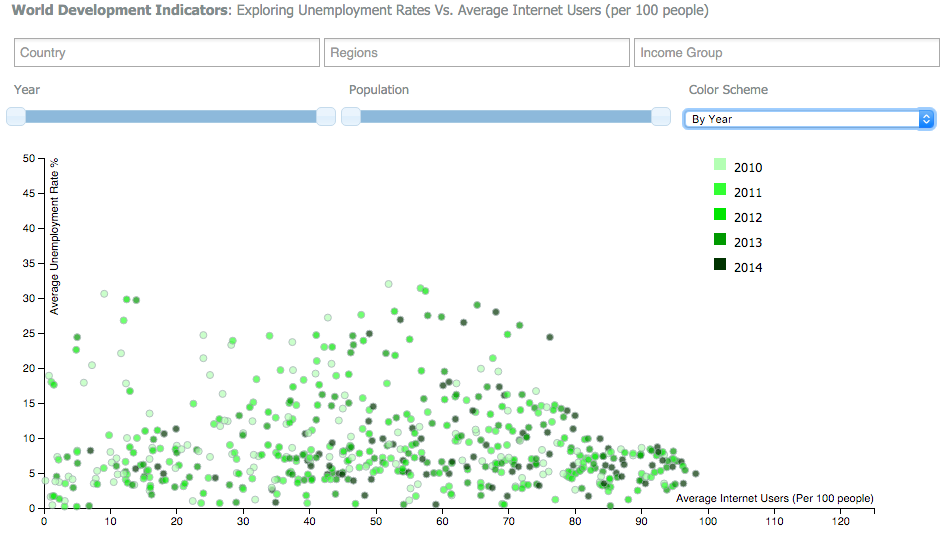 World Development Indicators: Exploring Unemployment Rates Vs. Average Internet Users (per 100 people)
Country Regions Income Group
Year Population Color Scheme
By Year
50
45
40
35
30
25
20
15
10
5
0
Average Unemployment Rate %
2010
2011
2012
2013
2014
Average Internet Users (Per 100 people)
0 10 20 30 40 50 60 70 80 90 100 110 120